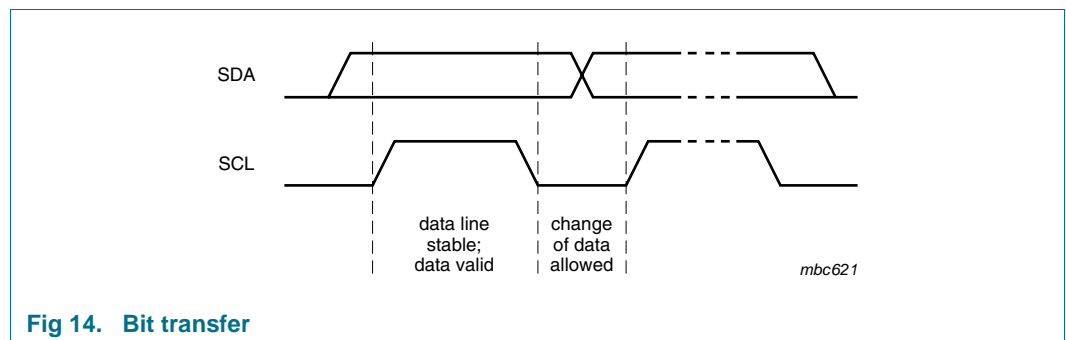 SDA
SCL
data line
stable;
data valid
change
of data
allowed
mbc621
Fig 14. Bit transfer